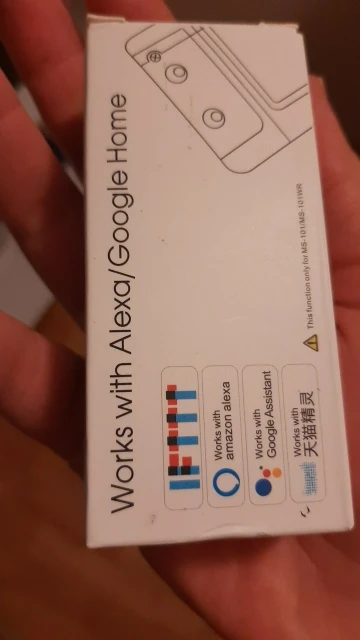 Works with Alexa/Google Home
IFTTT
Works with
amazon alexa
Works with
Google Assistant
Works with
天猫精灵
This function only for MS-101/MS-101WR